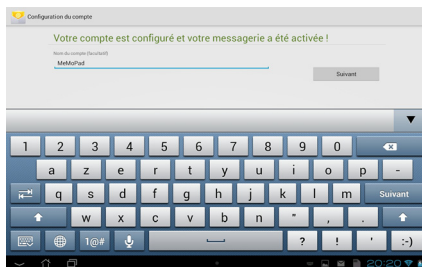 Configuration du compte
Votre compte est configuré et votre messagerie a été activée !
Nom du compte (facultatif)
MeMoPad
Suivant
1 2 3 4 5 6 7 8 9 0
a z e r t y u i o p -
q s d f g h j k l m Suivant
w x c v b n " , .
1@# ? ! ' :-)
20:20